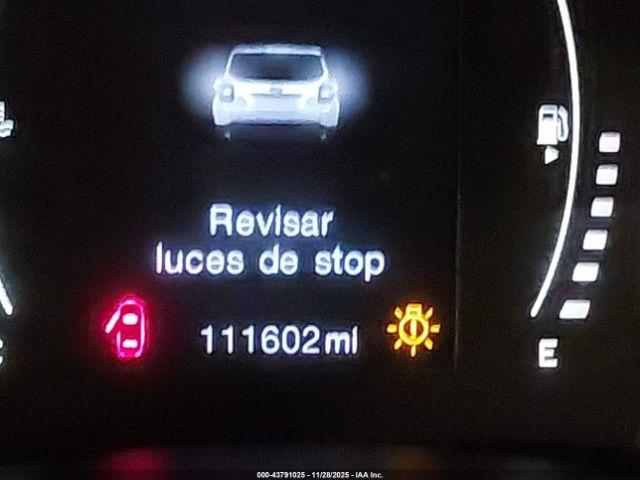 Revisar
luces de stop
111602mi
E
000-43791025 - 11/28/2025 - IAA Inc.